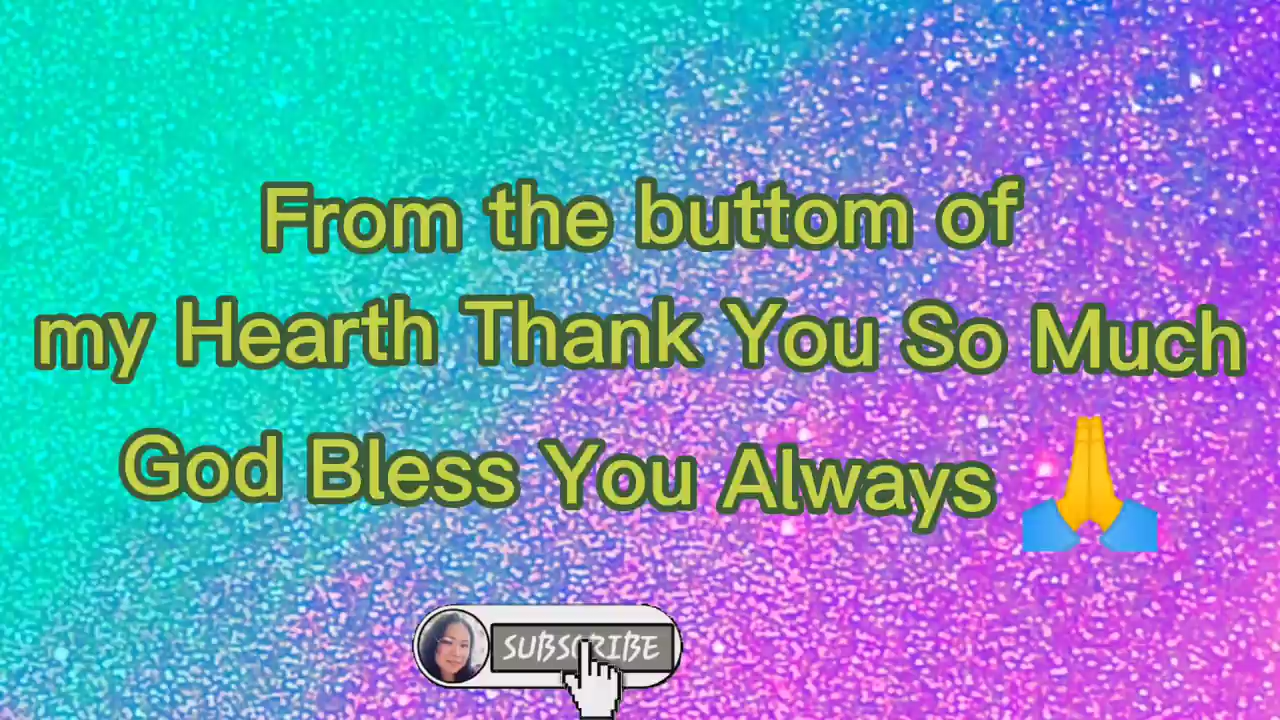 From the buttom of
my Hearth Thank You So Much
God Bless You Always 🙏
SUBSCRIBE